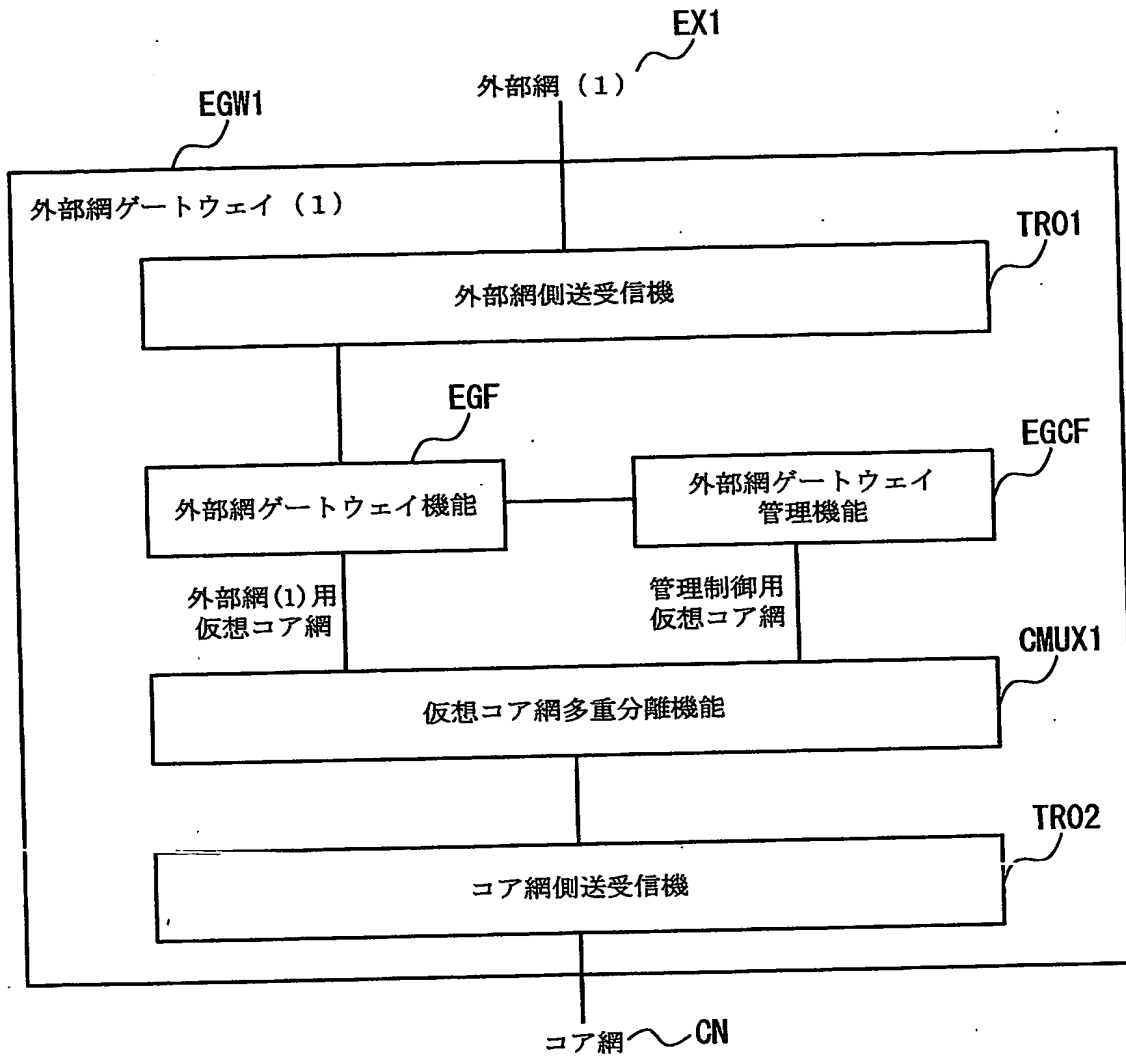 EX1
外部網（１）
EGW1
外部網ゲートウェイ（１）
TRO1
外部網側送受信機
EGF
EGCF
外部網ゲートウェイ機能
外部網ゲートウェイ
管理機能
外部網(1)用
仮想コア網
管理制御用
仮想コア網
CMUX1
仮想コア網多重分離機能
TRO2
コア網側送受信機
コア網
CN